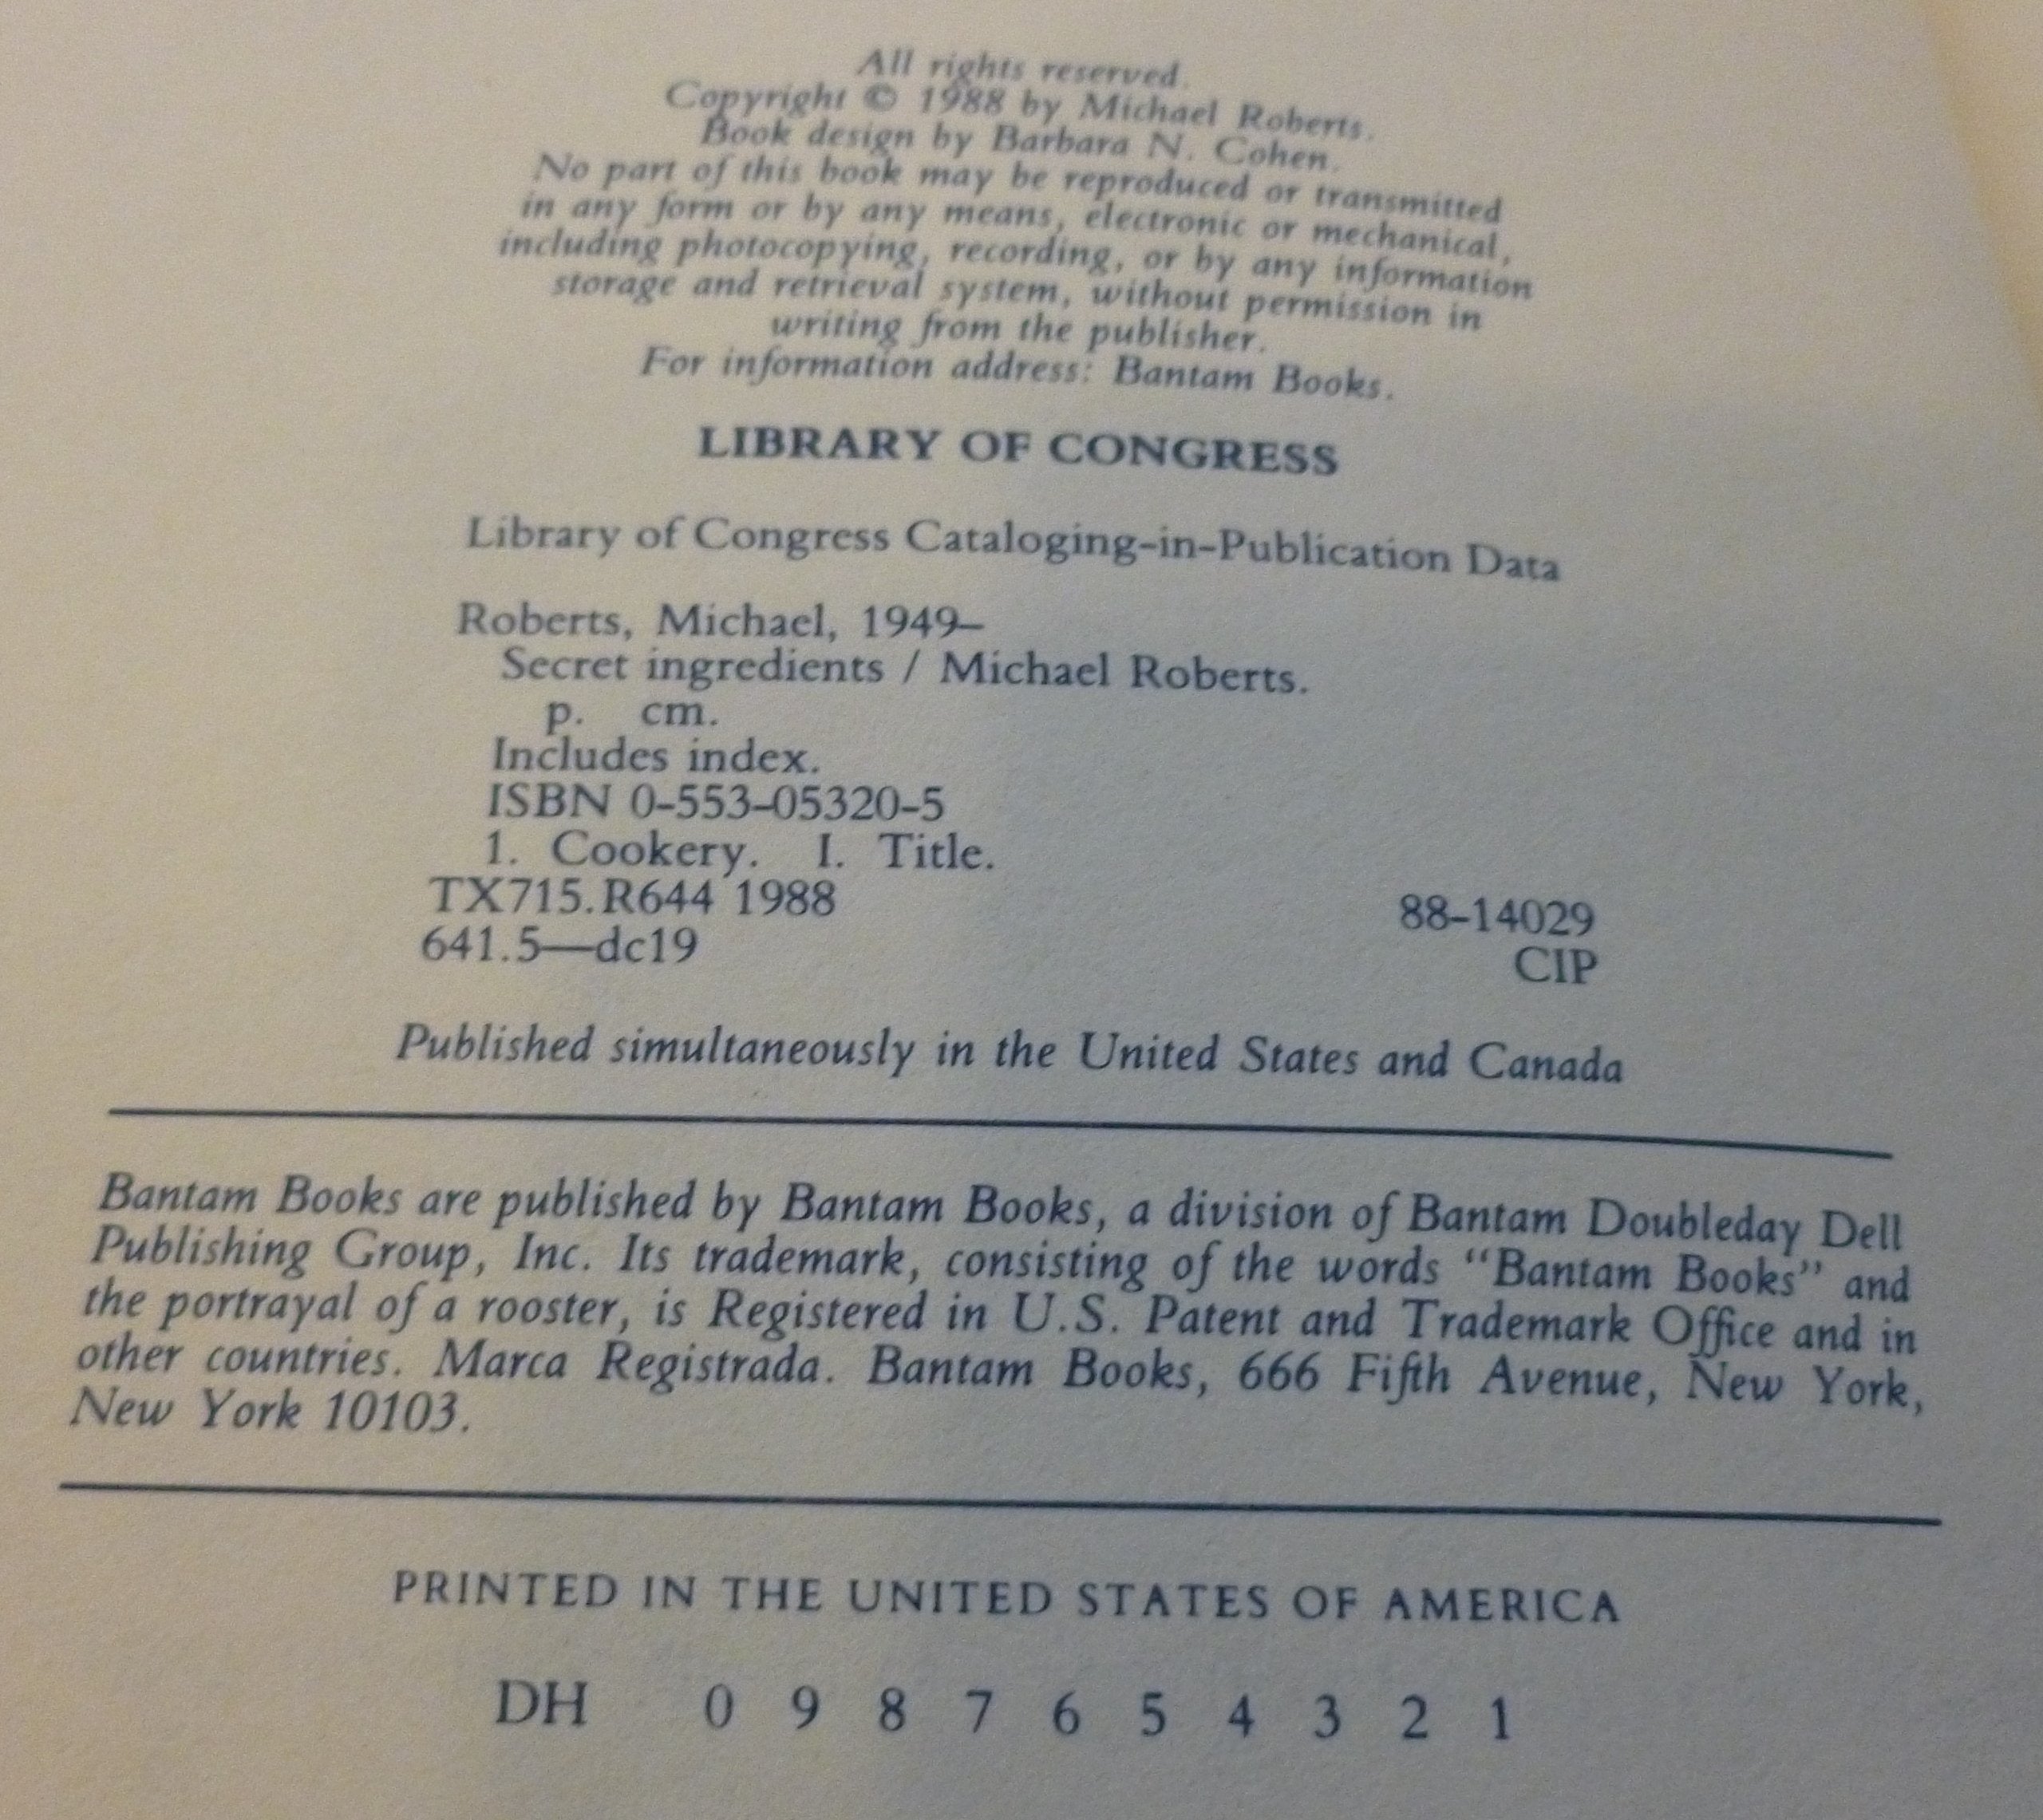 All rights reserved.
Copyright © 1988 by Michael Roberts.
Book design by Barbara N. Cohen.
No part of this book may be reproduced or transmitted
in any form or by any means, electronic or mechanical,
including photocopying, recording, or by any information
storage and retrieval system, without permission in
writing from the publisher.
For information address: Bantam Books.
LIBRARY OF CONGRESS
Library of Congress Cataloging-in-Publication Data
Roberts, Michael, 1949–
Secret ingredients / Michael Roberts.
p. cm.
Includes index.
ISBN 0-553-05320-5
1. Cookery. I. Title.
TX715.R644 1988 88-14029
641.5—dc19 CIP
Published simultaneously in the United States and Canada
Bantam Books are published by Bantam Books, a division of Bantam Doubleday Dell
Publishing Group, Inc. Its trademark, consisting of the words “Bantam Books” and
the portrayal of a rooster, is Registered in U.S. Patent and Trademark Office and in
other countries. Marca Registrada. Bantam Books, 666 Fifth Avenue, New York,
New York 10103.
PRINTED IN THE UNITED STATES OF AMERICA
DH 0 9 8 7 6 5 4 3 2 1